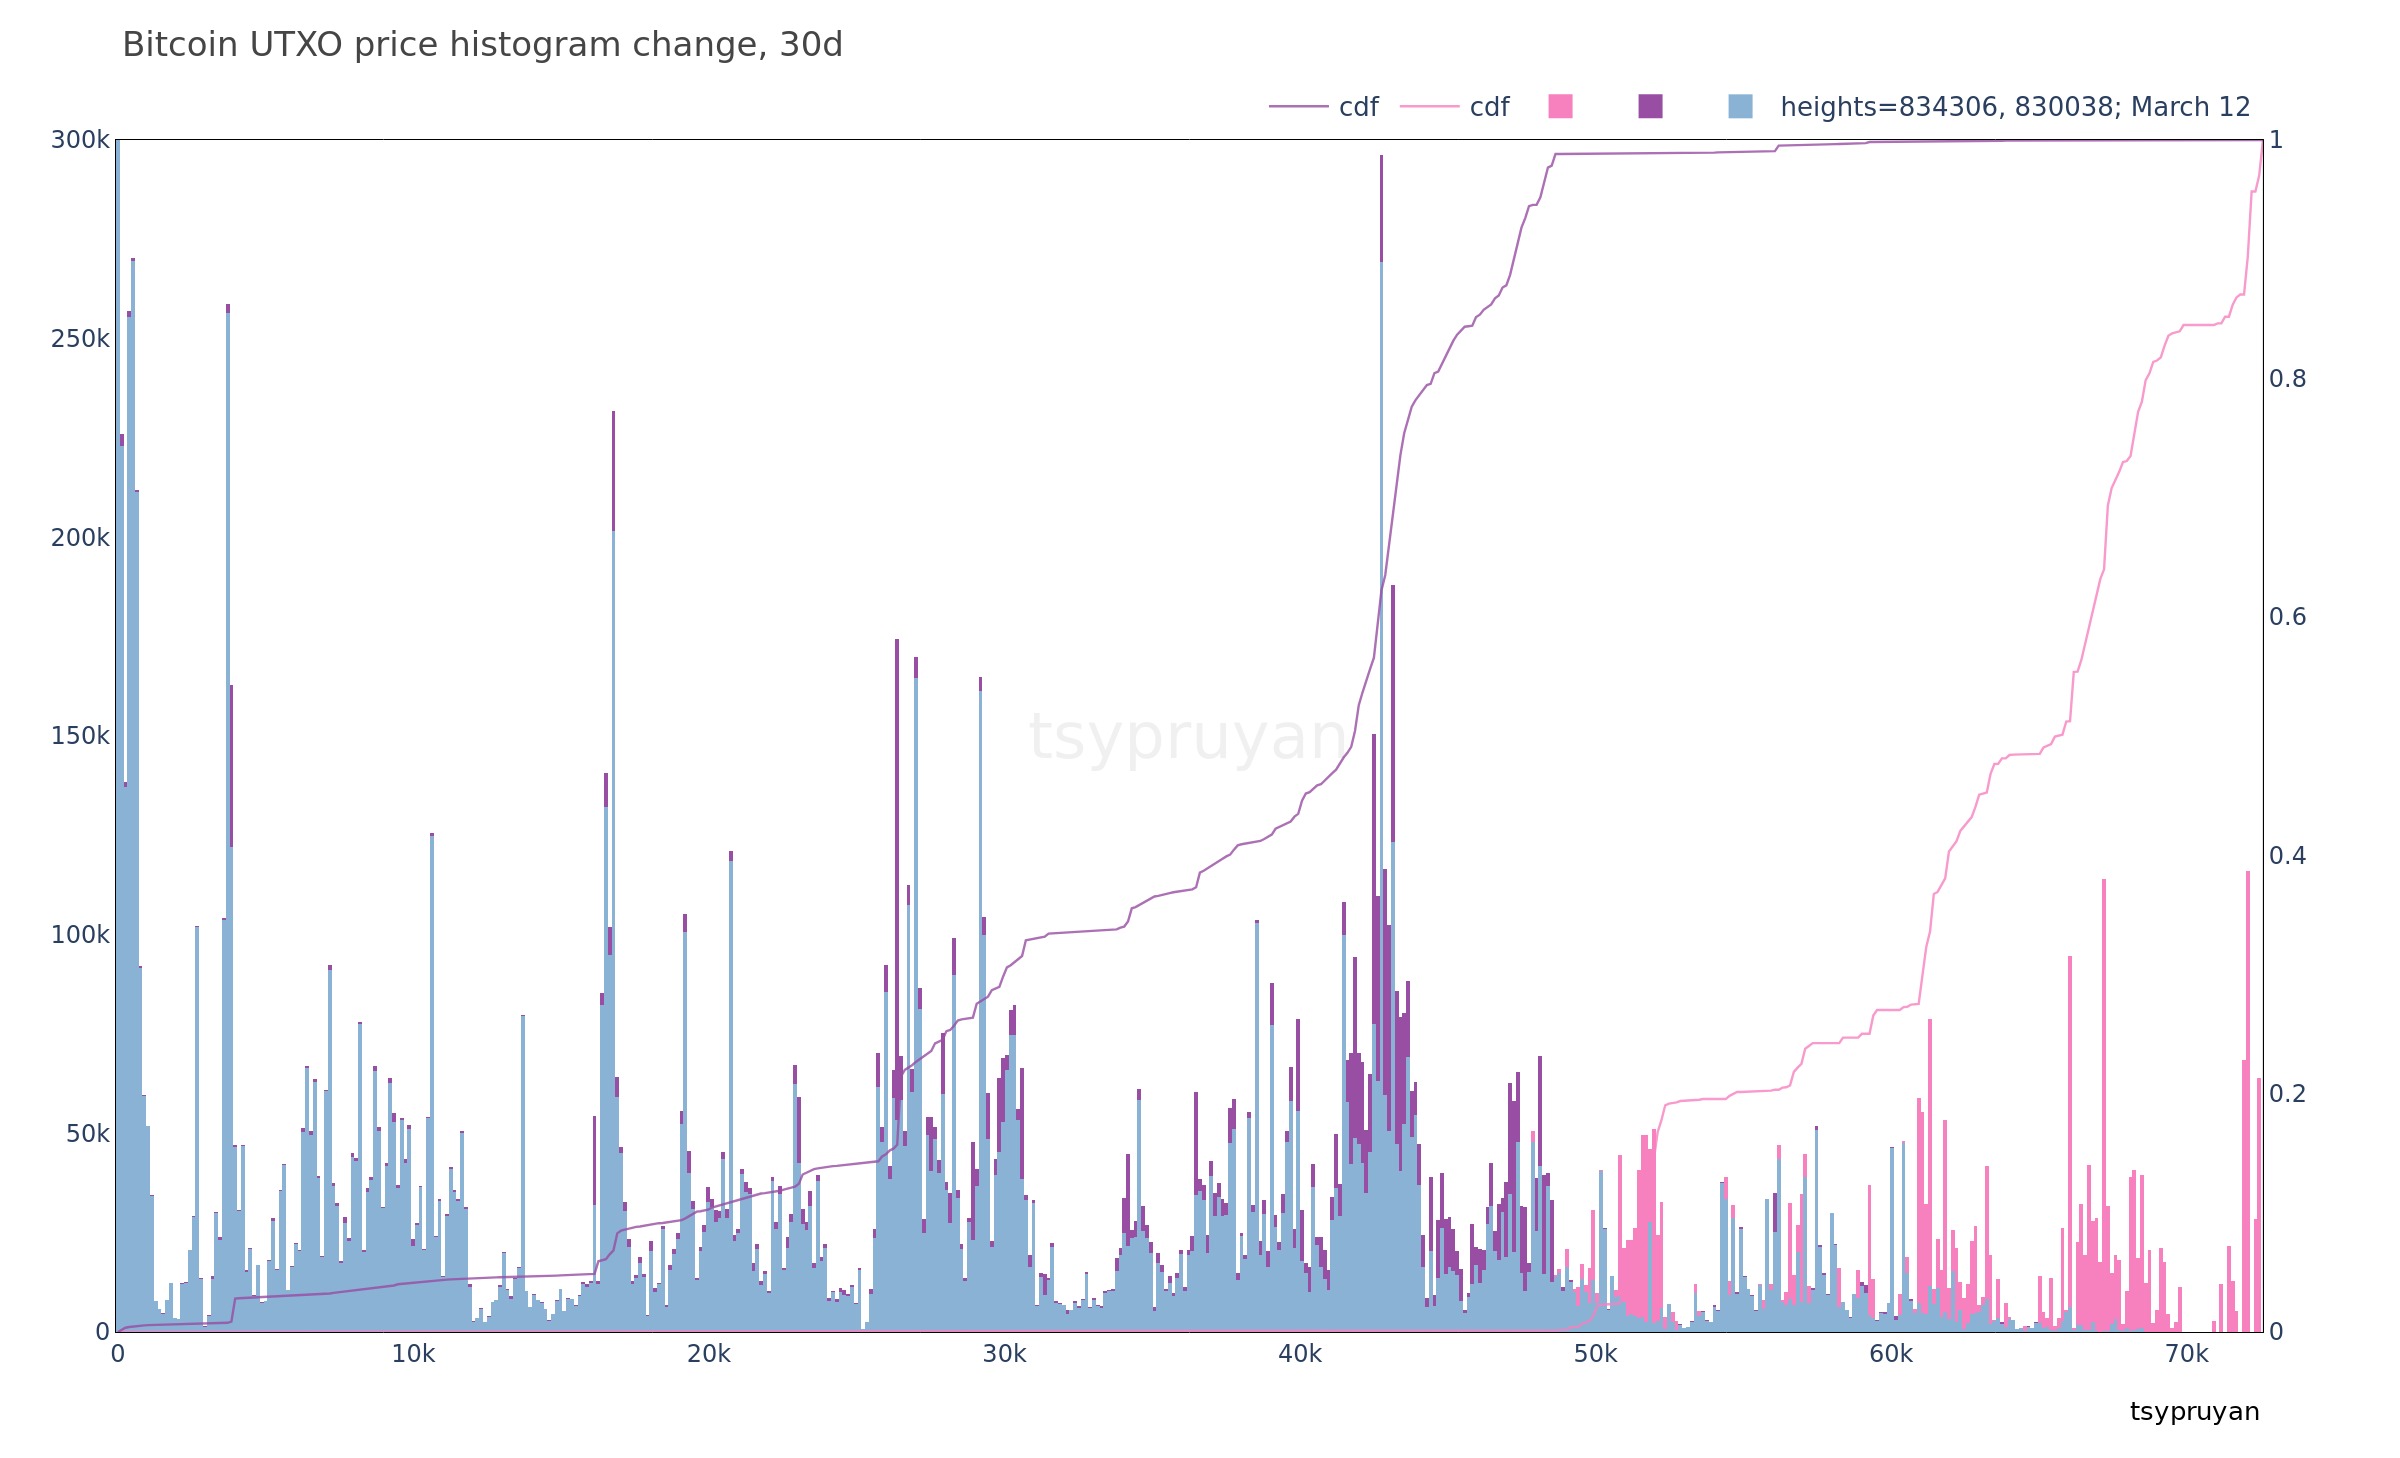 Bitcoin UTXO price histogram change, 30d
cdf cdf heights=834306, 830038; March 12
300k
250k
200k
150k
100k
50k
0
1
0.8
0.6
0.4
0.2
0
tsypruyan
0 10k 20k 30k 40k 50k 60k 70k
tsypruyan